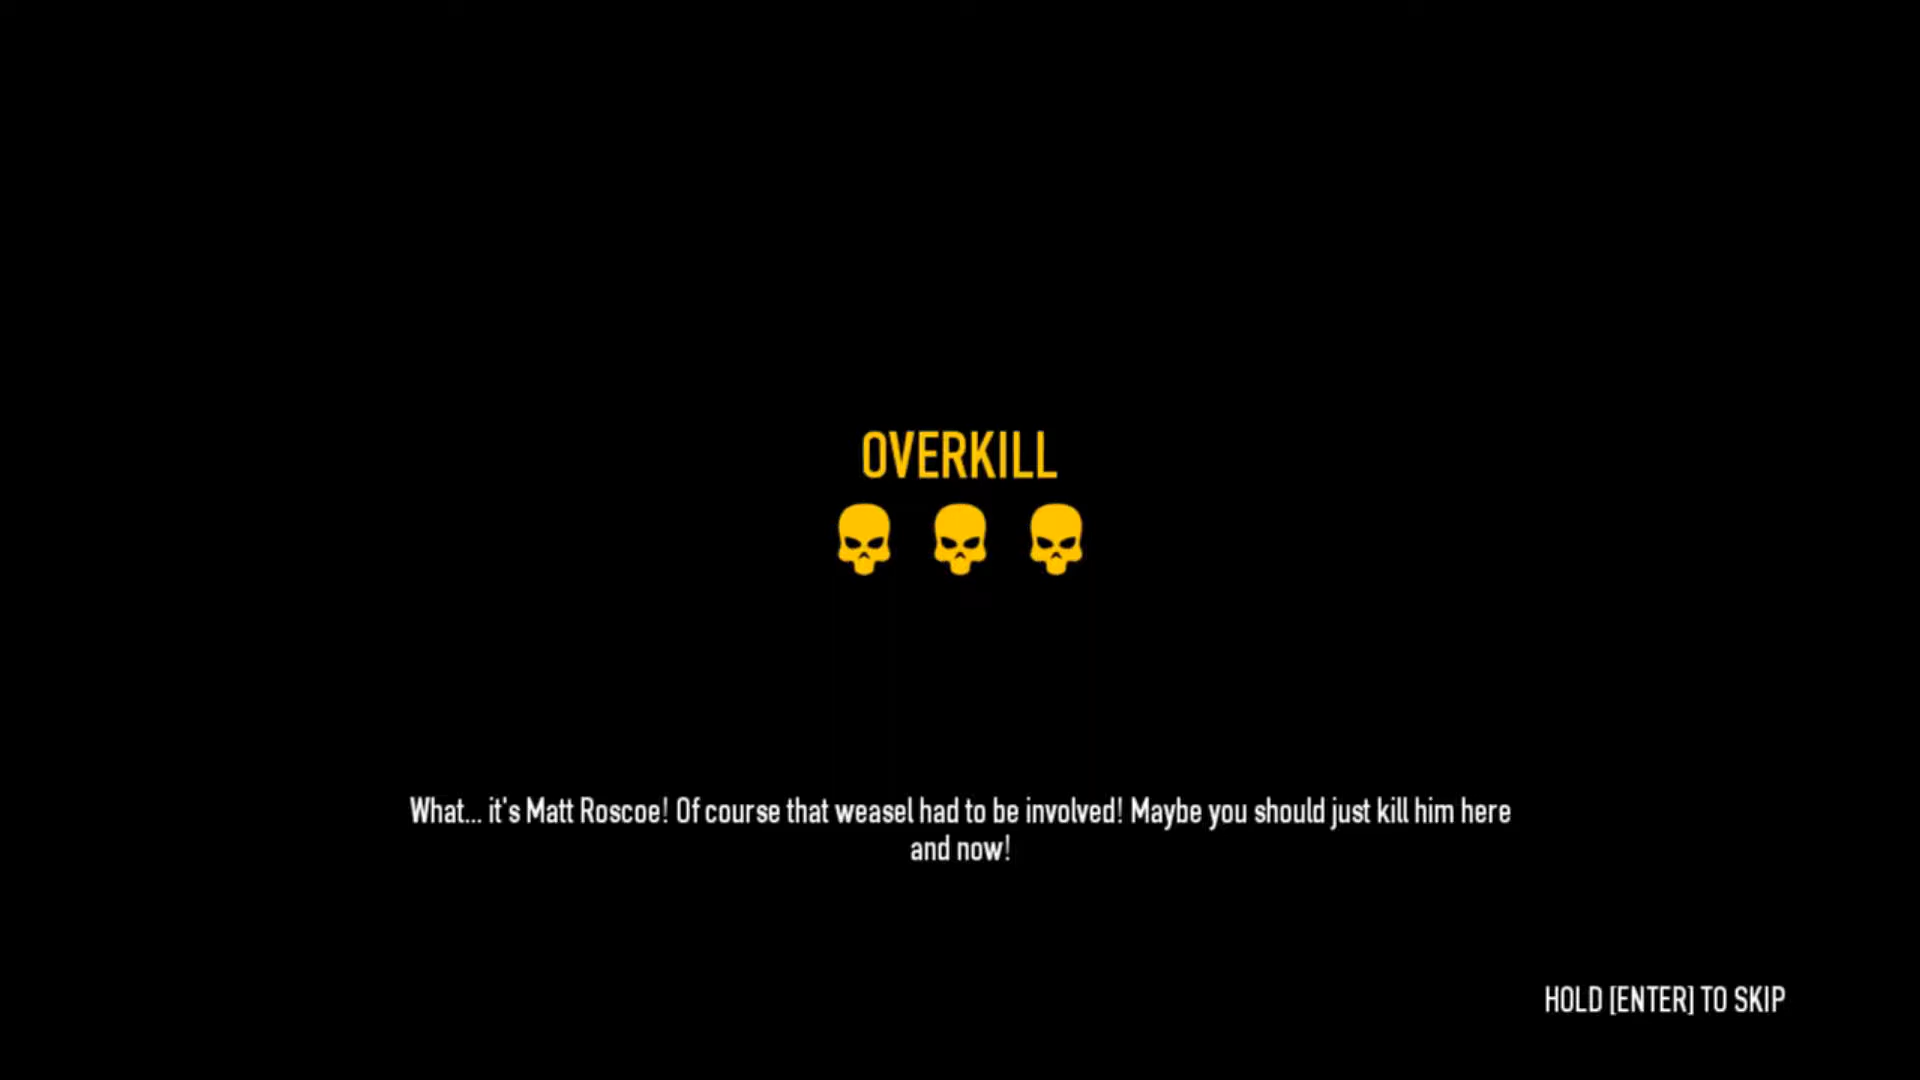 OVERKILL
What... it's Matt Roscoe! Of course that weasel had to be involved! Maybe you should just kill him here
and now!
HOLD [ENTER] TO SKIP